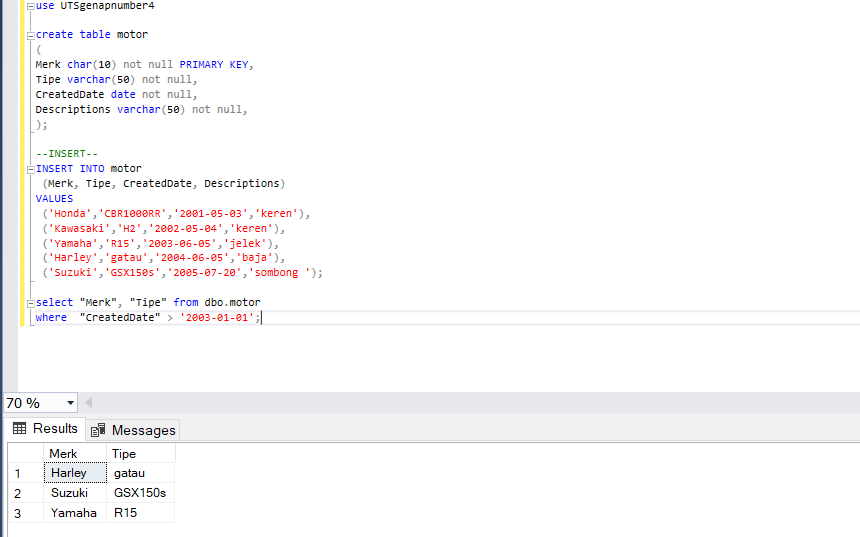 use UTSgenapnumber4
create table motor
(
Merk char(10) not null PRIMARY KEY,
Tipe varchar(50) not null,
CreatedDate date not null,
Descriptions varchar(50) not null,
);
--INSERT--
INSERT INTO motor
(Merk, Tipe, CreatedDate, Descriptions)
VALUES
('Honda','CBR1000RR','2001-05-03','keren'),
('Kawasaki','H2','2002-05-04','keren'),
('Yamaha','R15','2003-06-05','jelek'),
('Harley','gatau','2004-06-05','baja'),
('Suzuki','GSX150s','2005-07-20','sombong ');
select "Merk", "Tipe" from dbo.motor
where "CreatedDate" > '2003-01-01';
70 %
Results Messages
Merk Tipe
1 Harley gatau
2 Suzuki GSX150s
3 Yamaha R15